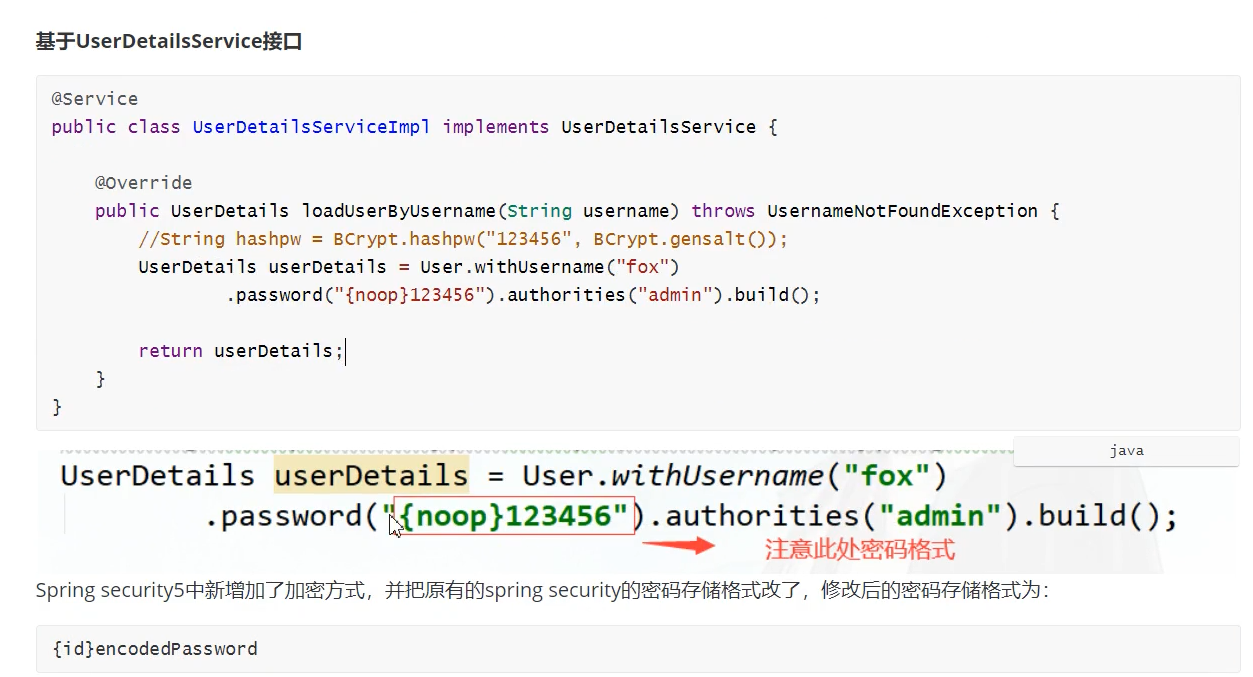 基于UserDetailsService接口
@Service
public class UserDetailsServiceImpl implements UserDetailsService {
@Override
public UserDetails loadUserByUsername(String username) throws UsernameNotFoundException {
//String hashpw = BCrypt.hashpw("123456", BCrypt.gensalt());
UserDetails userDetails = User.withUsername("fox")
.password("{noop}123456").authorities("admin").build();
return userDetails;
}
}
java
UserDetails userDetails = User.withUsername("fox")
.password("{noop}123456").authorities("admin").build();
注意此处密码格式
Spring security5中新增加了加密方式，并把原有的spring security的密码存储格式改了，修改后的密码存储格式为：
{id}encodedPassword